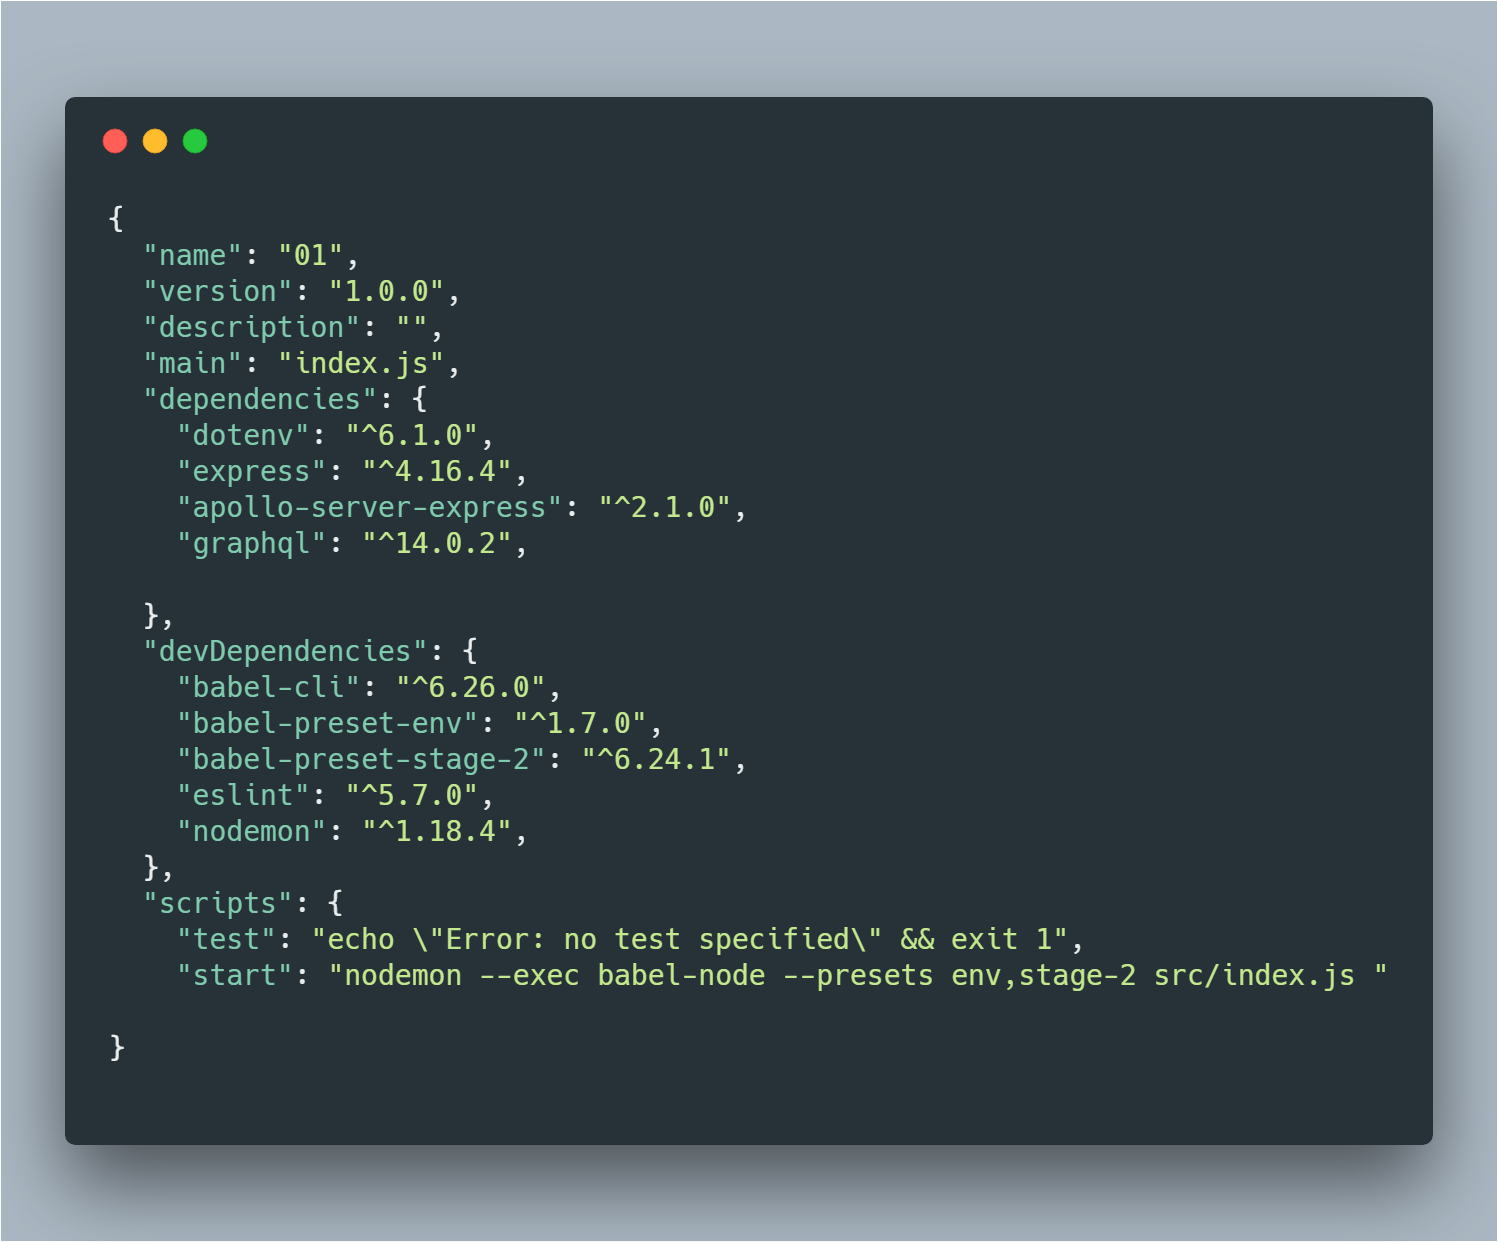 {
  "name": "01",
  "version": "1.0.0",
  "description": "",
  "main": "index.js",
  "dependencies": {
    "dotenv": "^6.1.0",
    "express": "^4.16.4",
    "apollo-server-express": "^2.1.0",
    "graphql": "^14.0.2",

  },
  "devDependencies": {
    "babel-cli": "^6.26.0",
    "babel-preset-env": "^1.7.0",
    "babel-preset-stage-2": "^6.24.1",
    "eslint": "^5.7.0",
    "nodemon": "^1.18.4",
  },
  "scripts": {
    "test": "echo \"Error: no test specified\" && exit 1",
    "start": "nodemon --exec babel-node --presets env,stage-2 src/index.js "

}